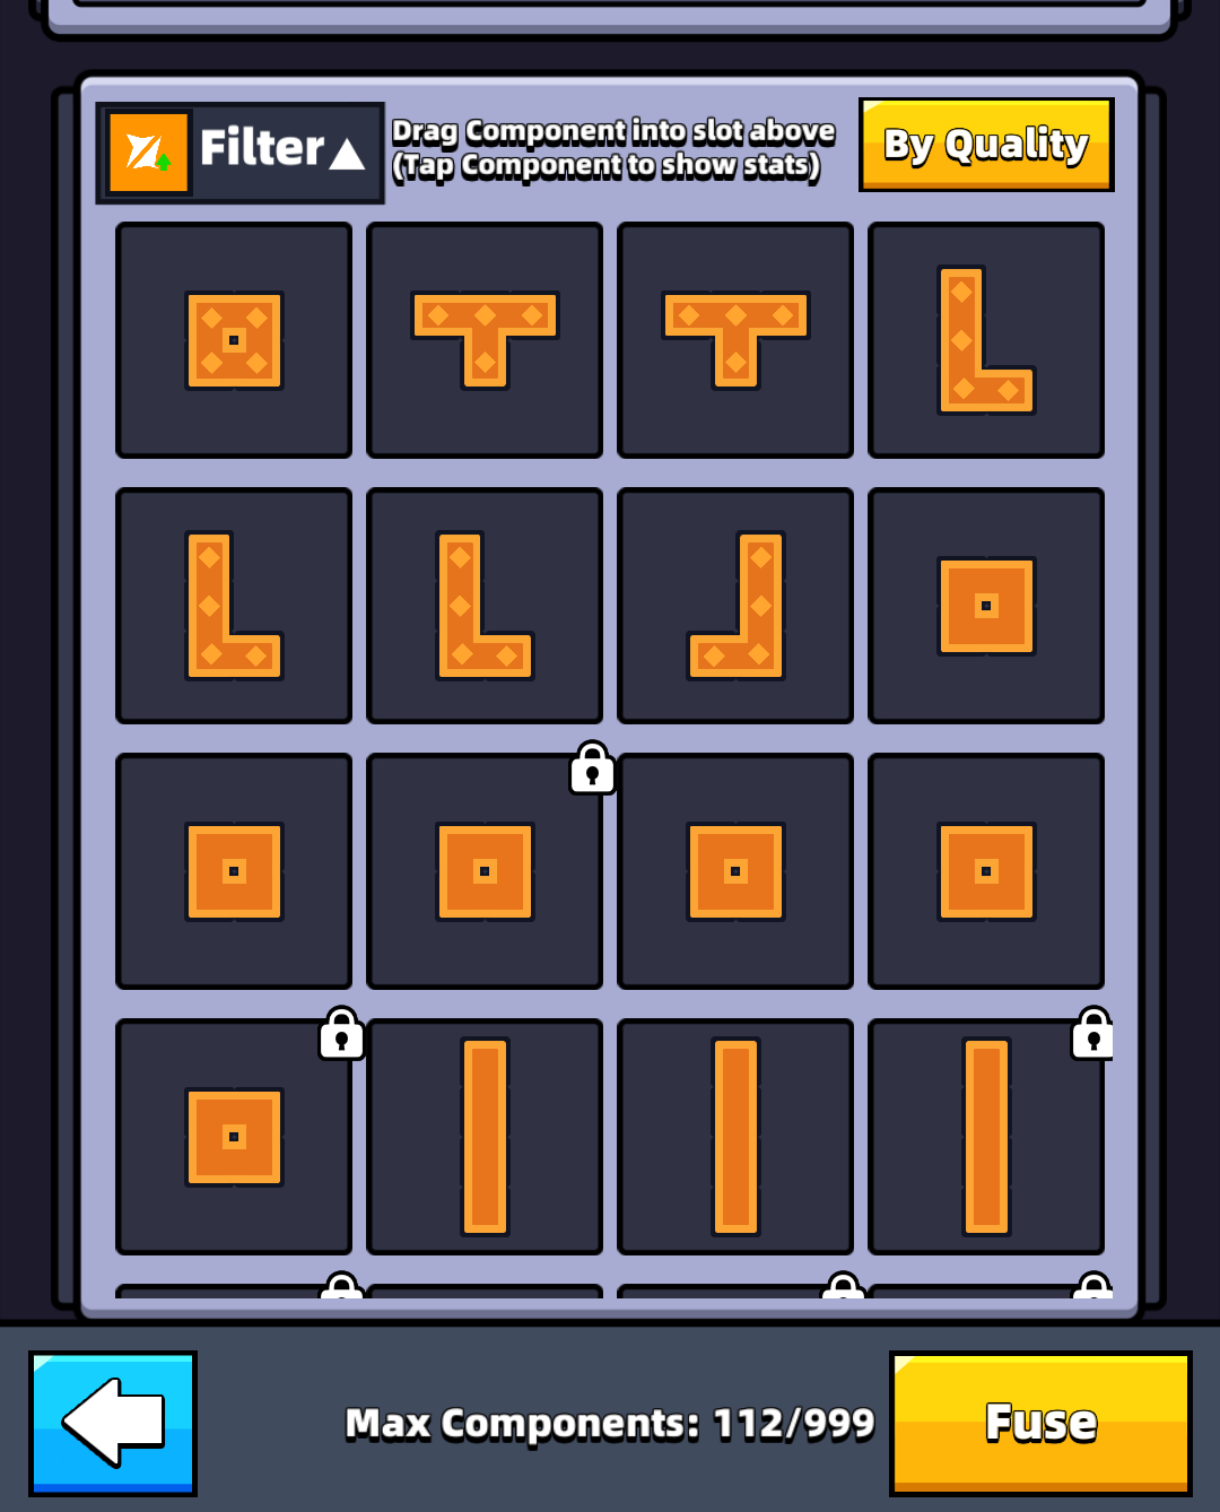 Filter▲
Drag Component into slot above
(Tap Component to show stats)
By Quality
Max Components: 112/999
Fuse